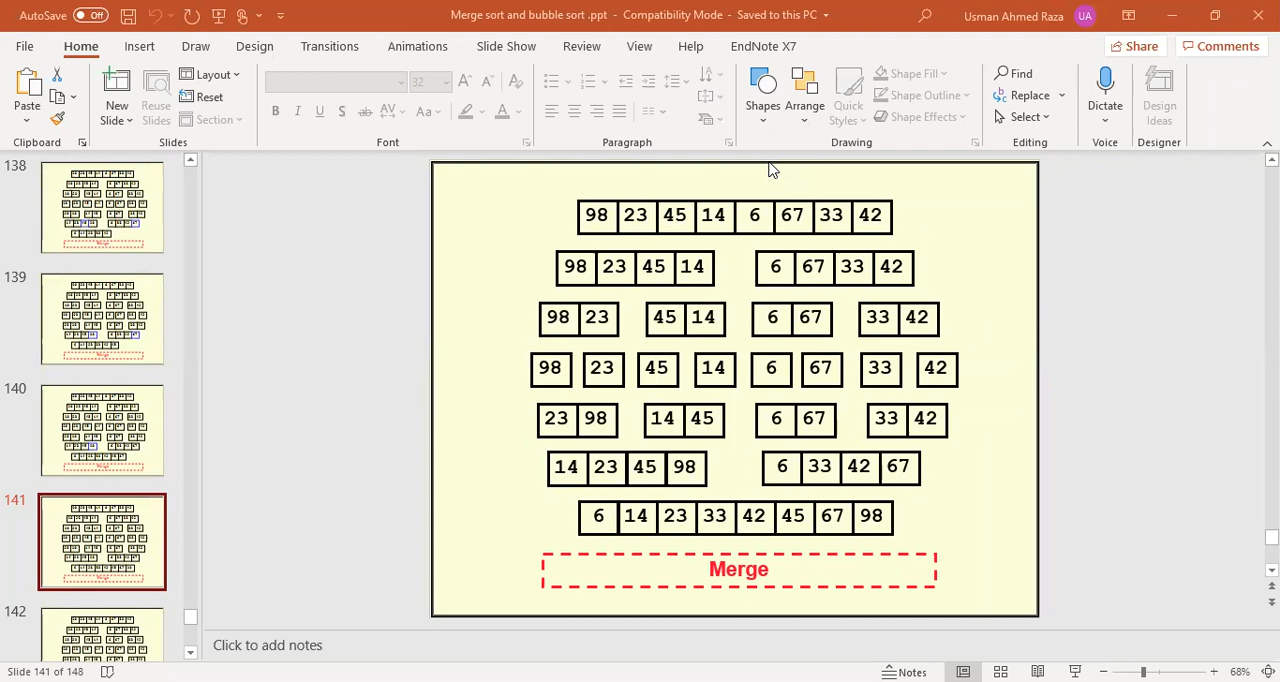 AutoSave Off Merge sort and bubble sort .ppt - Compatibility Mode - Saved to this PC Usman Ahmed Raza UA
File Home Insert Draw Design Transitions Animations Slide Show Review View Help EndNote X7 Share Comments
Paste New Slide Reuse Slides Layout Reset Section 32 Shapes Arrange Quick Styles Shape Fill Shape Outline Shape Effects Find Replace Select Dictate Design Ideas
Clipboard Slides Font Paragraph Drawing Editing Voice Designer
138
139
140
141
142
98 23 45 14 6 67 33 42
98 23 45 14 6 67 33 42
98 23 45 14 6 67 33 42
98 23 45 14 6 67 33 42
23 98 14 45 6 67 33 42
14 23 45 98 6 33 42 67
6 14 23 33 42 45 67 98
Merge
Click to add notes
Slide 141 of 148 Notes 68%